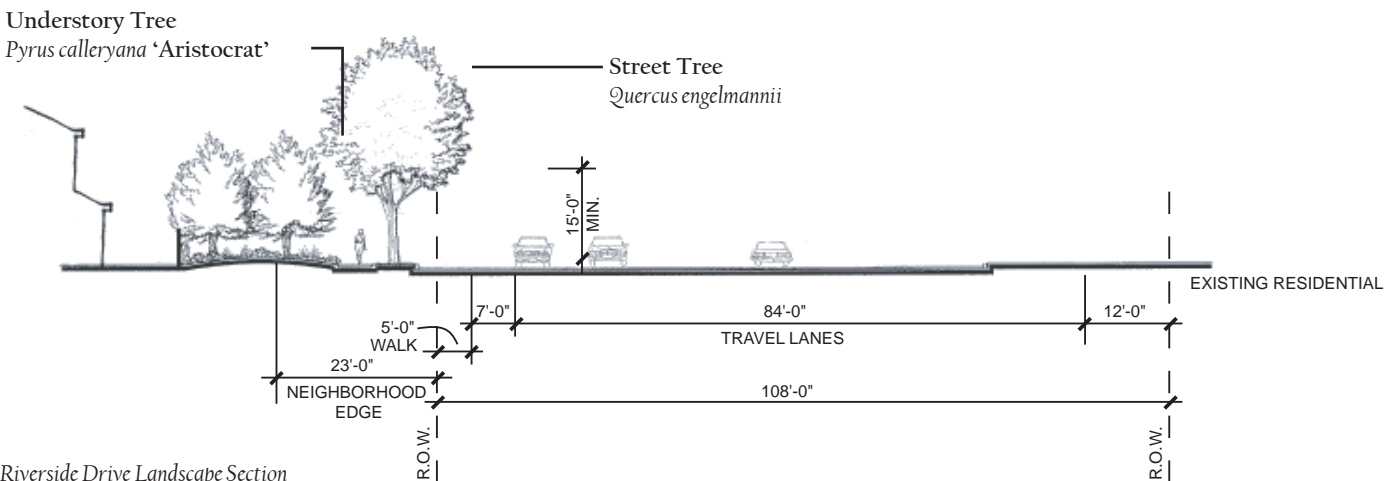 Understory Tree
Pyrus calleryana ‘Aristocrat’
Street Tree
Quercus engelmannii
15'-0"
MIN.
EXISTING RESIDENTIAL
7'-0"
84'-0"
12'-0"
TRAVEL LANES
5'-0"
WALK
23'-0"
NEIGHBORHOOD
EDGE
108'-0"
R.O.W.
R.O.W.
Riverside Drive Landscape Section